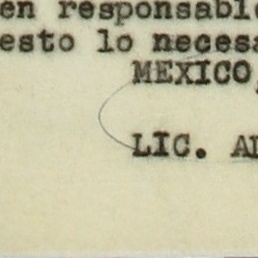 en responsable
esto lo necesa
MEXICO,
LIC. AL